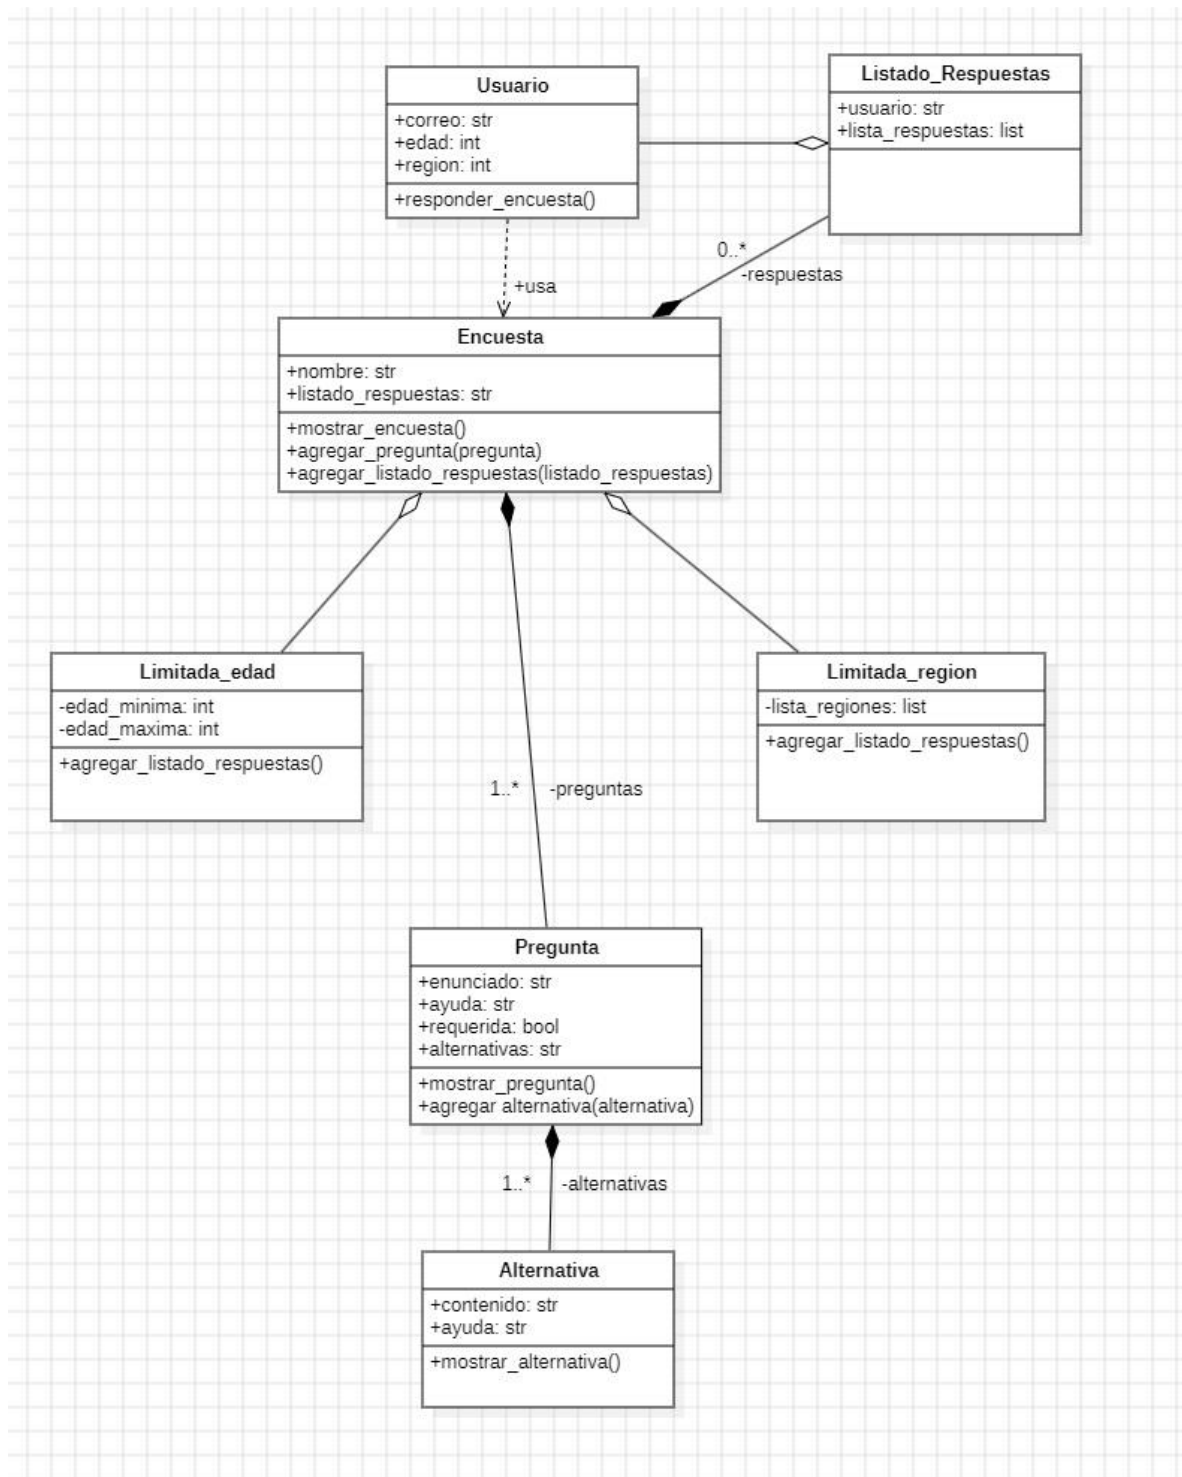 Usuario
+correo: str
+edad: int
+region: int
+responder_encuesta()
Listado_Respuestas
+usuario: str
+lista_respuestas: list
0..*
-respuestas
+usa
Encuesta
+nombre: str
+listado_respuestas: str
+mostrar_encuesta()
+agregar_pregunta(pregunta)
+agregar_listado_respuestas(listado_respuestas)
Limitada_edad
-edad_minima: int
-edad_maxima: int
+agregar_listado_respuestas()
Limitada_region
-lista_regiones: list
+agregar_listado_respuestas()
1..*
-preguntas
Pregunta
+enunciado: str
+ayuda: str
+requerida: bool
+alternativas: str
+mostrar_pregunta()
+agregar alternativa(alternativa)
1..*
-alternativas
Alternativa
+contenido: str
+ayuda: str
+mostrar_alternativa()